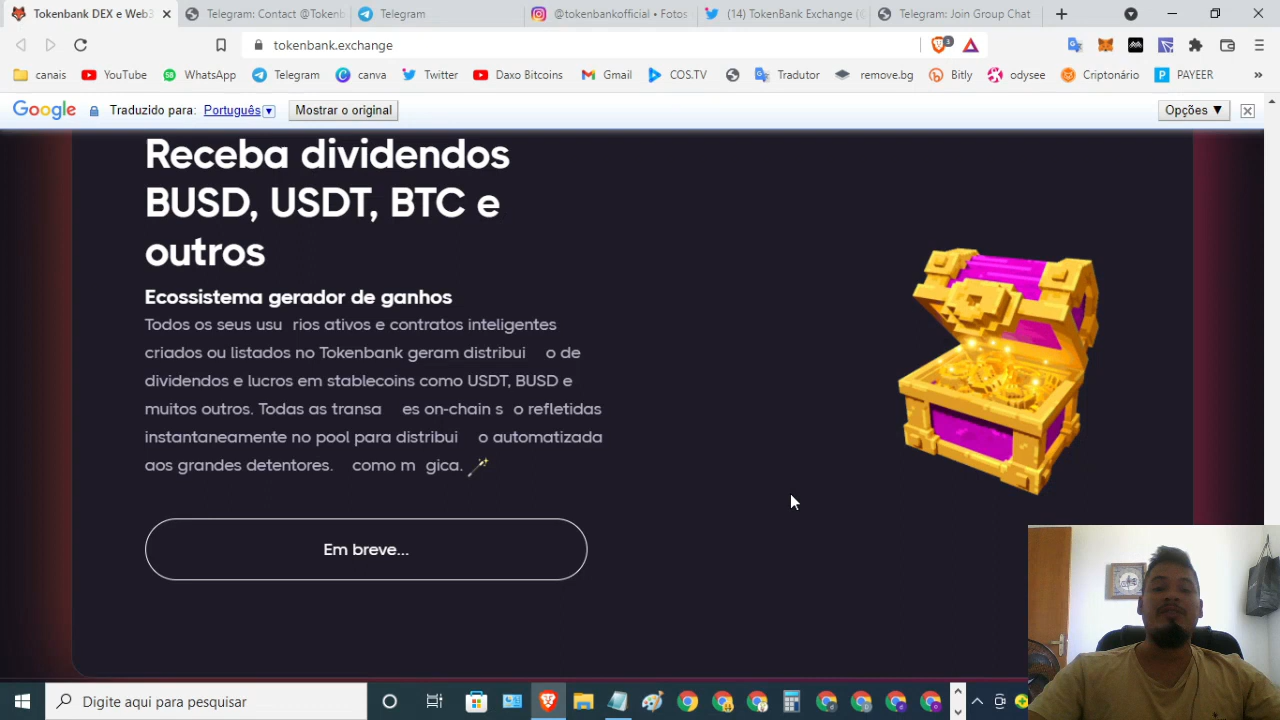 Tokenbank DEX e Web3
Telegram: Contact @Tokenb
Telegram
@tokenbankofficial • Fotos
(14) TokenBank Exchange (
Telegram: Join Group Chat
tokenbank.exchange
3
canais
YouTube
WhatsApp
Telegram
canva
Twitter
Daxo Bitcoins
Gmail
COS.TV
Tradutor
remove.bg
Bitly
odysee
Criptonário
PAYEER
»
Google
Traduzido para: Português
Mostrar o original
Opções ▼
Receba dividendos
BUSD, USDT, BTC e
outros
Ecossistema gerador de ganhos
Todos os seus usu rios ativos e contratos inteligentes
criados ou listados no Tokenbank geram distribui o de
dividendos e lucros em stablecoins como USDT, BUSD e
muitos outros. Todas as transa es on-chain s o refletidas
instantaneamente no pool para distribui o automatizada
aos grandes detentores. como m gica.
Em breve...
Digite aqui para pesquisar